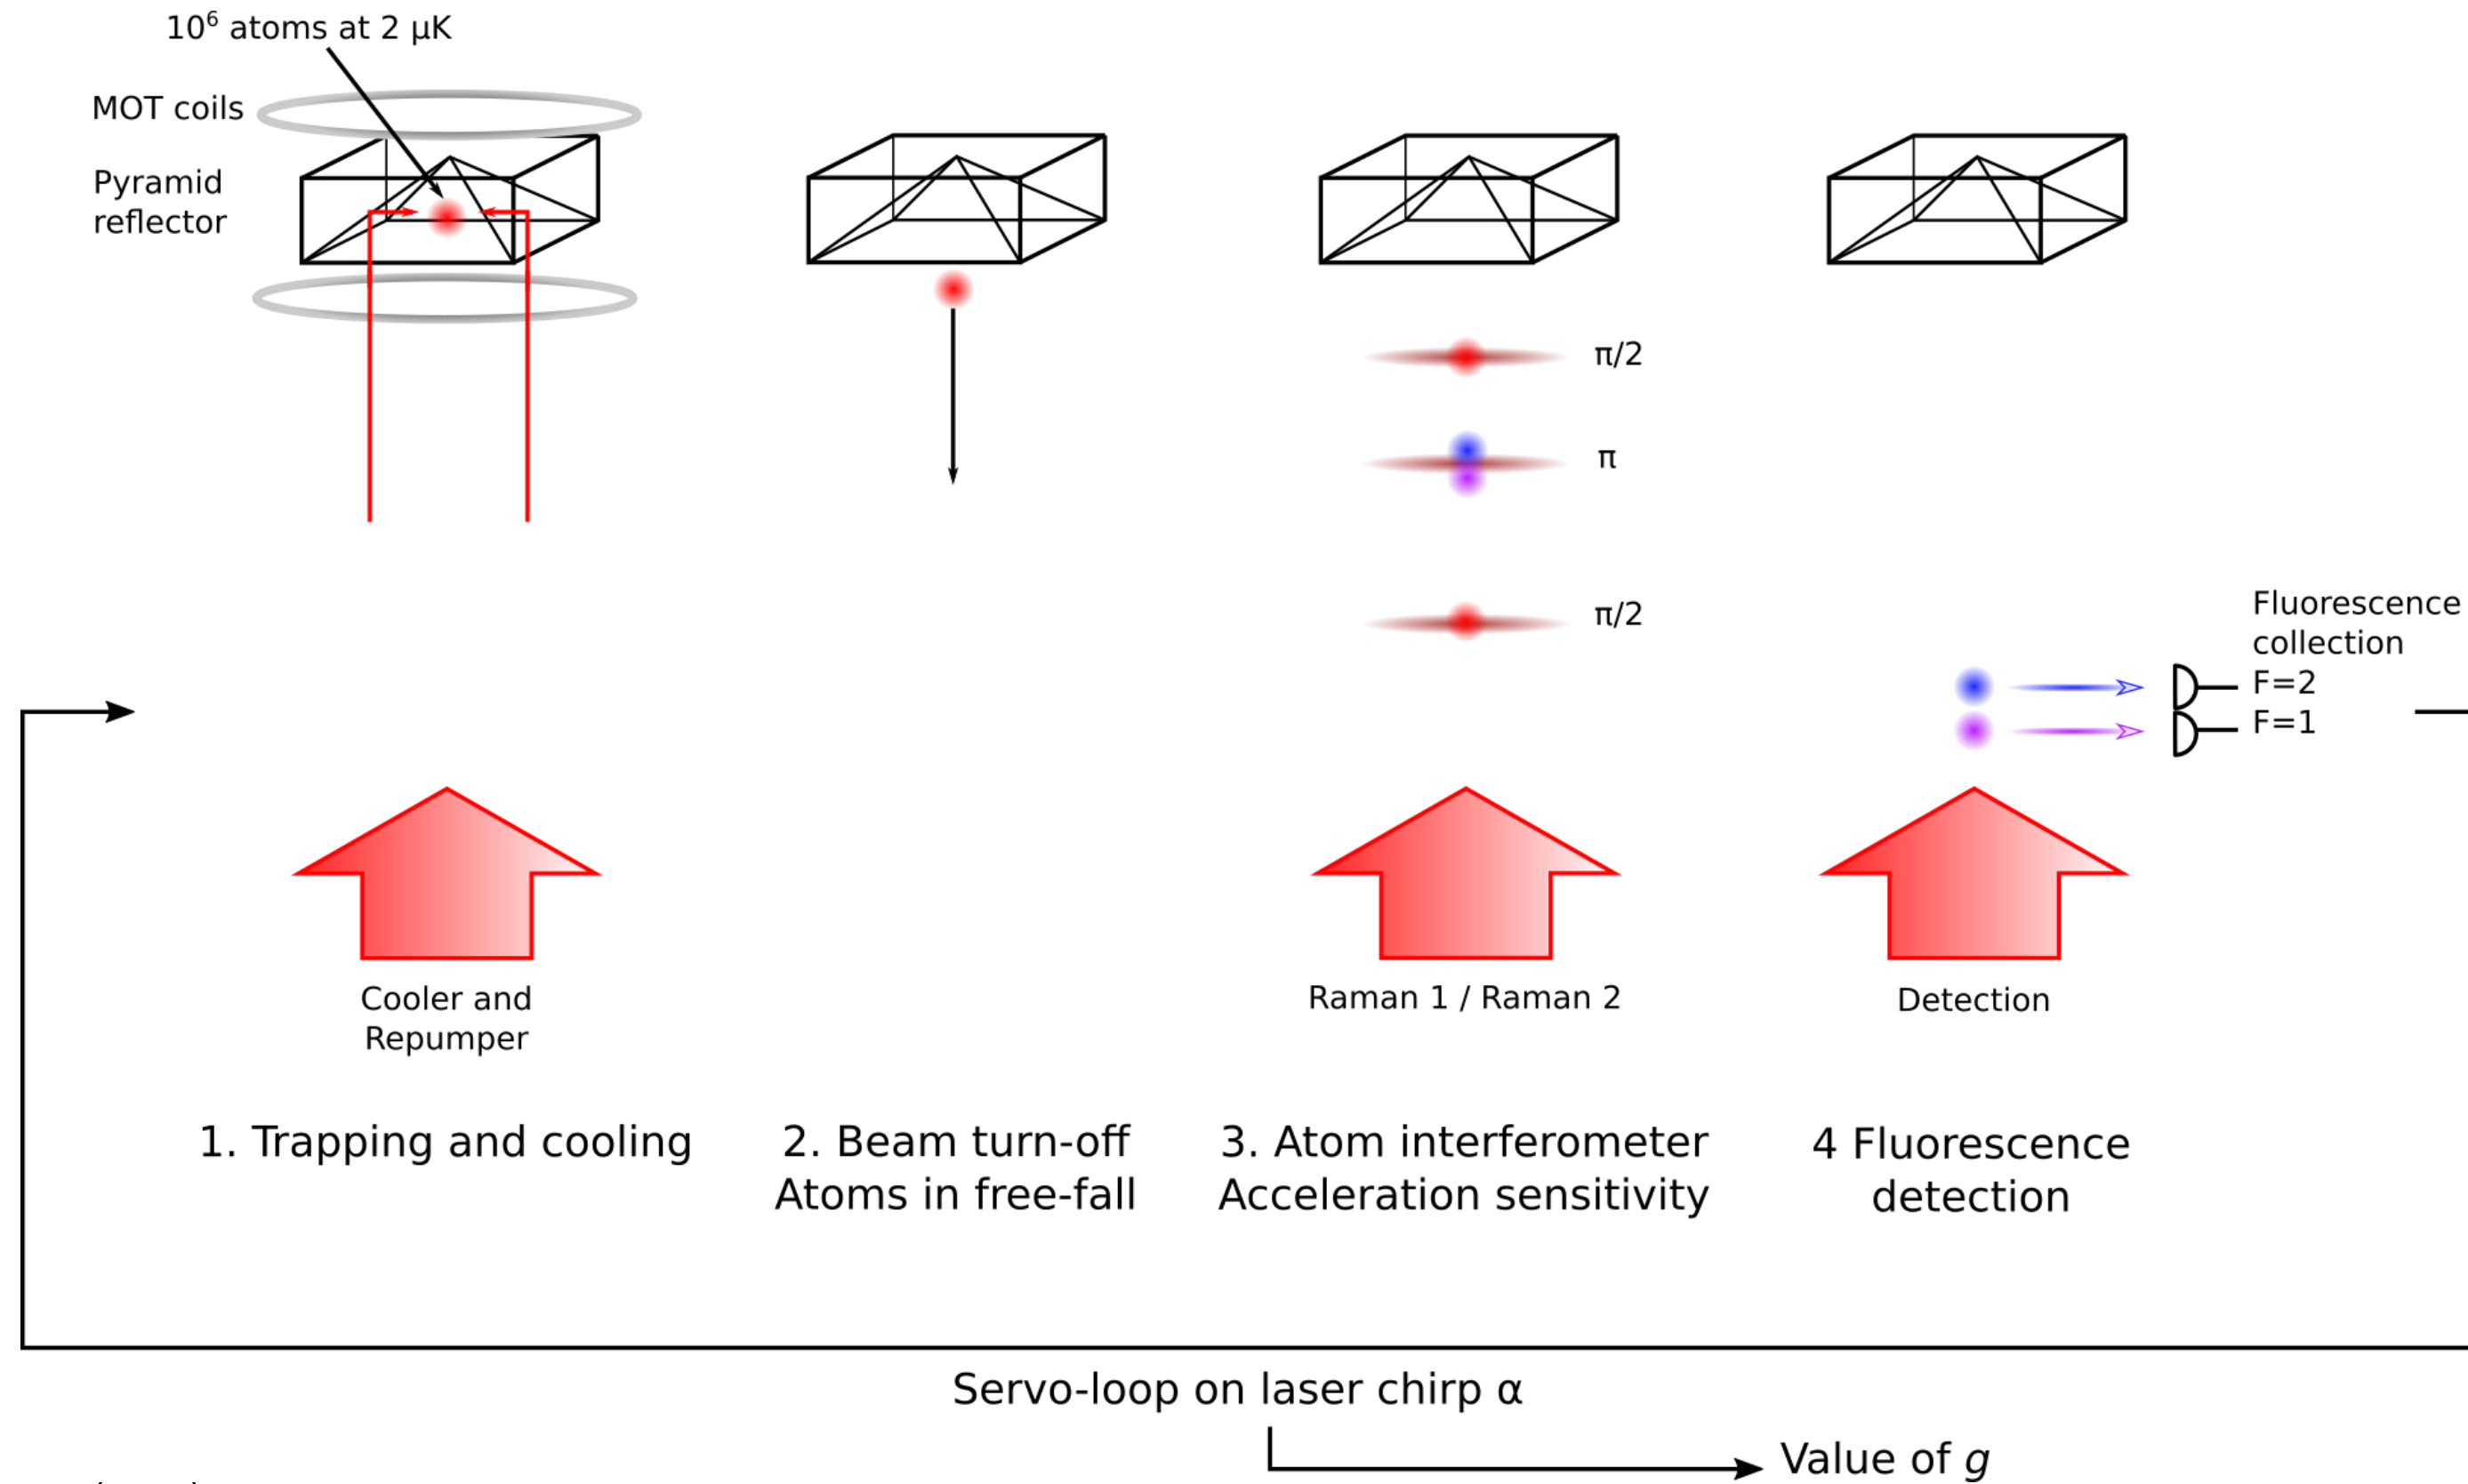 10⁶ atoms at 2 µK
MOT coils
Pyramid
reflector
π/2
π
π/2
Fluorescence
collection
F=2
F=1
Cooler and
Repumper
Raman 1 / Raman 2
Detection
1. Trapping and cooling
2. Beam turn-off
Atoms in free-fall
3. Atom interferometer
Acceleration sensitivity
4 Fluorescence
detection
Servo-loop on laser chirp α
Value of g